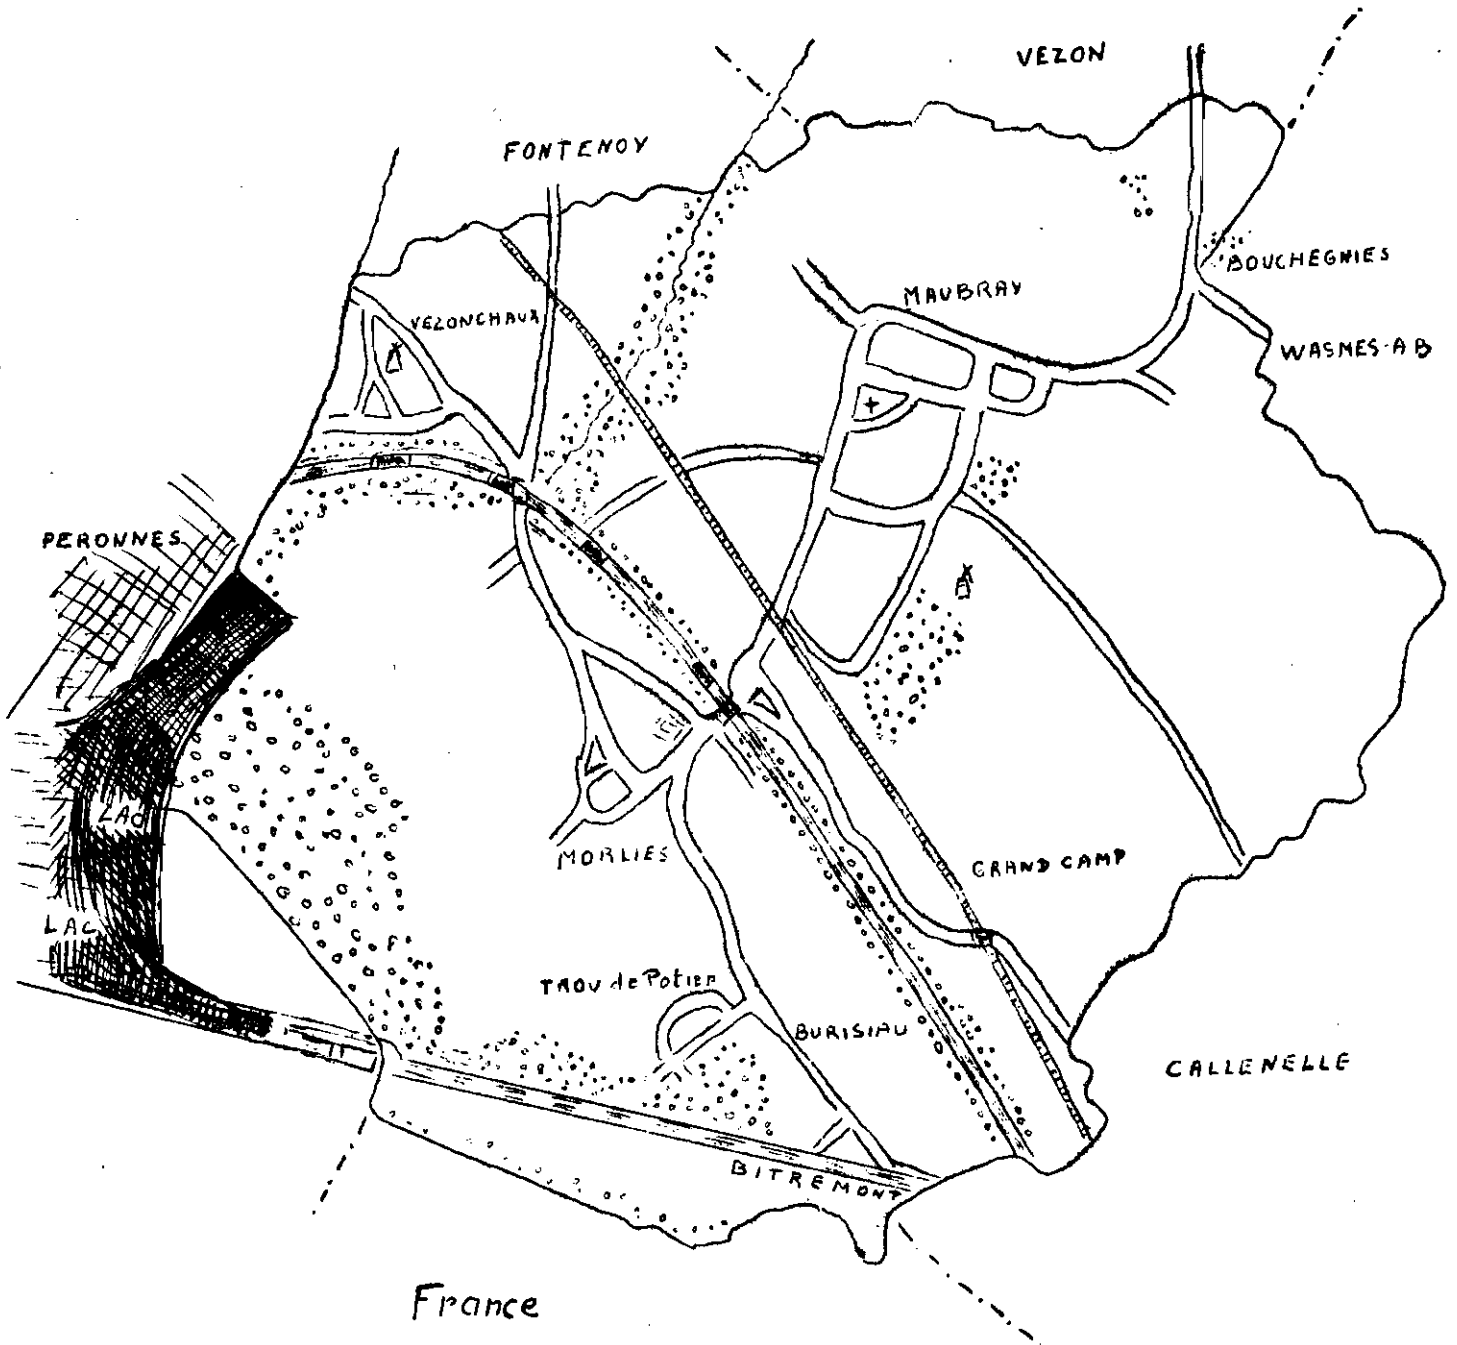 VEZON
FONTENOY
BOUCHEGNIES
MAUBRAY
VEZONCHAUX
WASMES-AB
PERONNES
LAC
MORLIES
GRAND CAMP
LAC
TROU de Potier
BURISIAU
CALLENELLE
BITREMONT
France